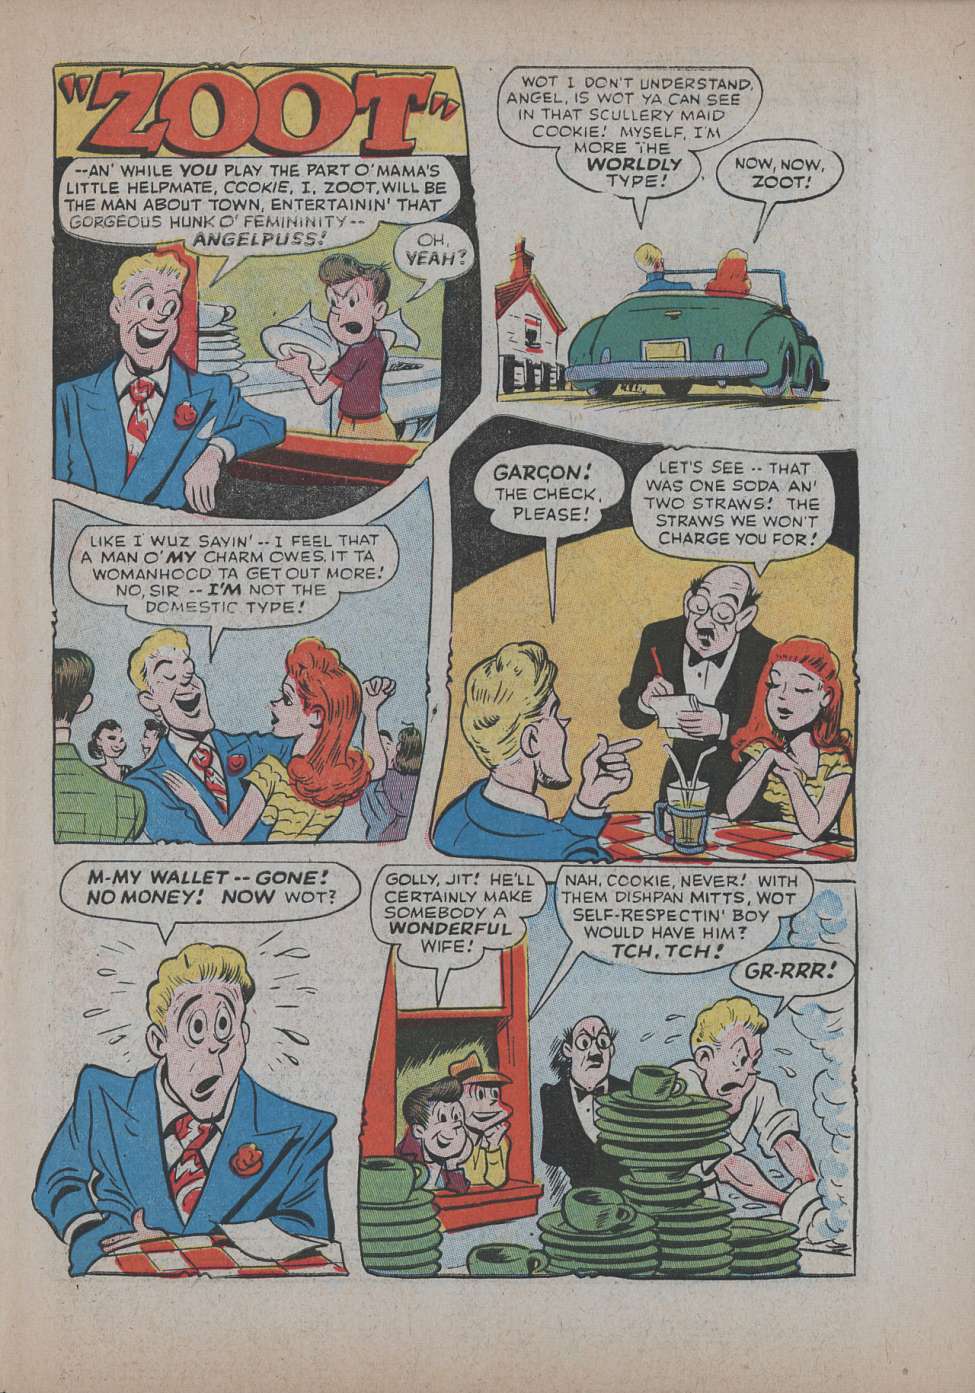 "ZOOT"
--AN' WHILE YOU PLAY THE PART O' MAMA'S
LITTLE HELPMATE, COOKIE, I, ZOOT, WILL BE
THE MAN ABOUT TOWN, ENTERTAININ' THAT
GORGEOUS HUNK O' FEMININITY--
ANGELPUSS!
OH,
YEAH?
WOT I DON'T UNDERSTAND,
ANGEL, IS WOT YA CAN SEE
IN THAT SCULLERY MAID
COOKIE! MYSELF, I'M
MORE THE
WORLDLY
TYPE!
NOW, NOW,
ZOOT!
LIKE I WUZ SAYIN' -- I FEEL THAT
A MAN O' MY CHARM OWES IT TA
WOMANHOOD TA GET OUT MORE!
NO, SIR -- I'M NOT THE
DOMESTIC TYPE!
GARÇON!
THE CHECK,
PLEASE!
LET'S SEE -- THAT
WAS ONE SODA AN'
TWO STRAWS! THE
STRAWS WE WON'T
CHARGE YOU FOR!
M-MY WALLET -- GONE!
NO MONEY! NOW WOT?
GOLLY, JIT! HE'LL
CERTAINLY MAKE
SOMEBODY A
WONDERFUL
WIFE!
NAH, COOKIE, NEVER! WITH
THEM DISHPAN MITTS, WOT
SELF-RESPECTIN' BOY
WOULD HAVE HIM?
TCH, TCH!
GR-RRR!